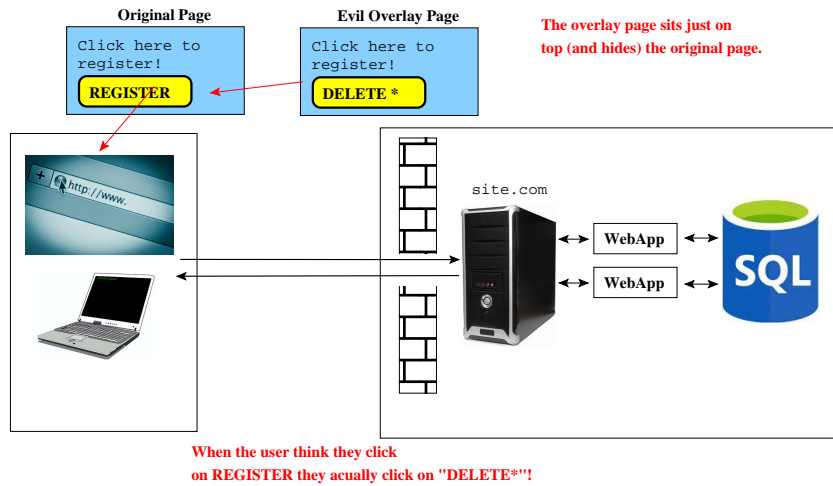 Original Page
Evil Overlay Page
The overlay page sits just on
top (and hides) the original page.
Click here to
register!
REGISTER
Click here to
register!
DELETE *
http://www.
site.com
WebApp
WebApp
SQL
When the user think they click
on REGISTER they acually click on "DELETE*"!